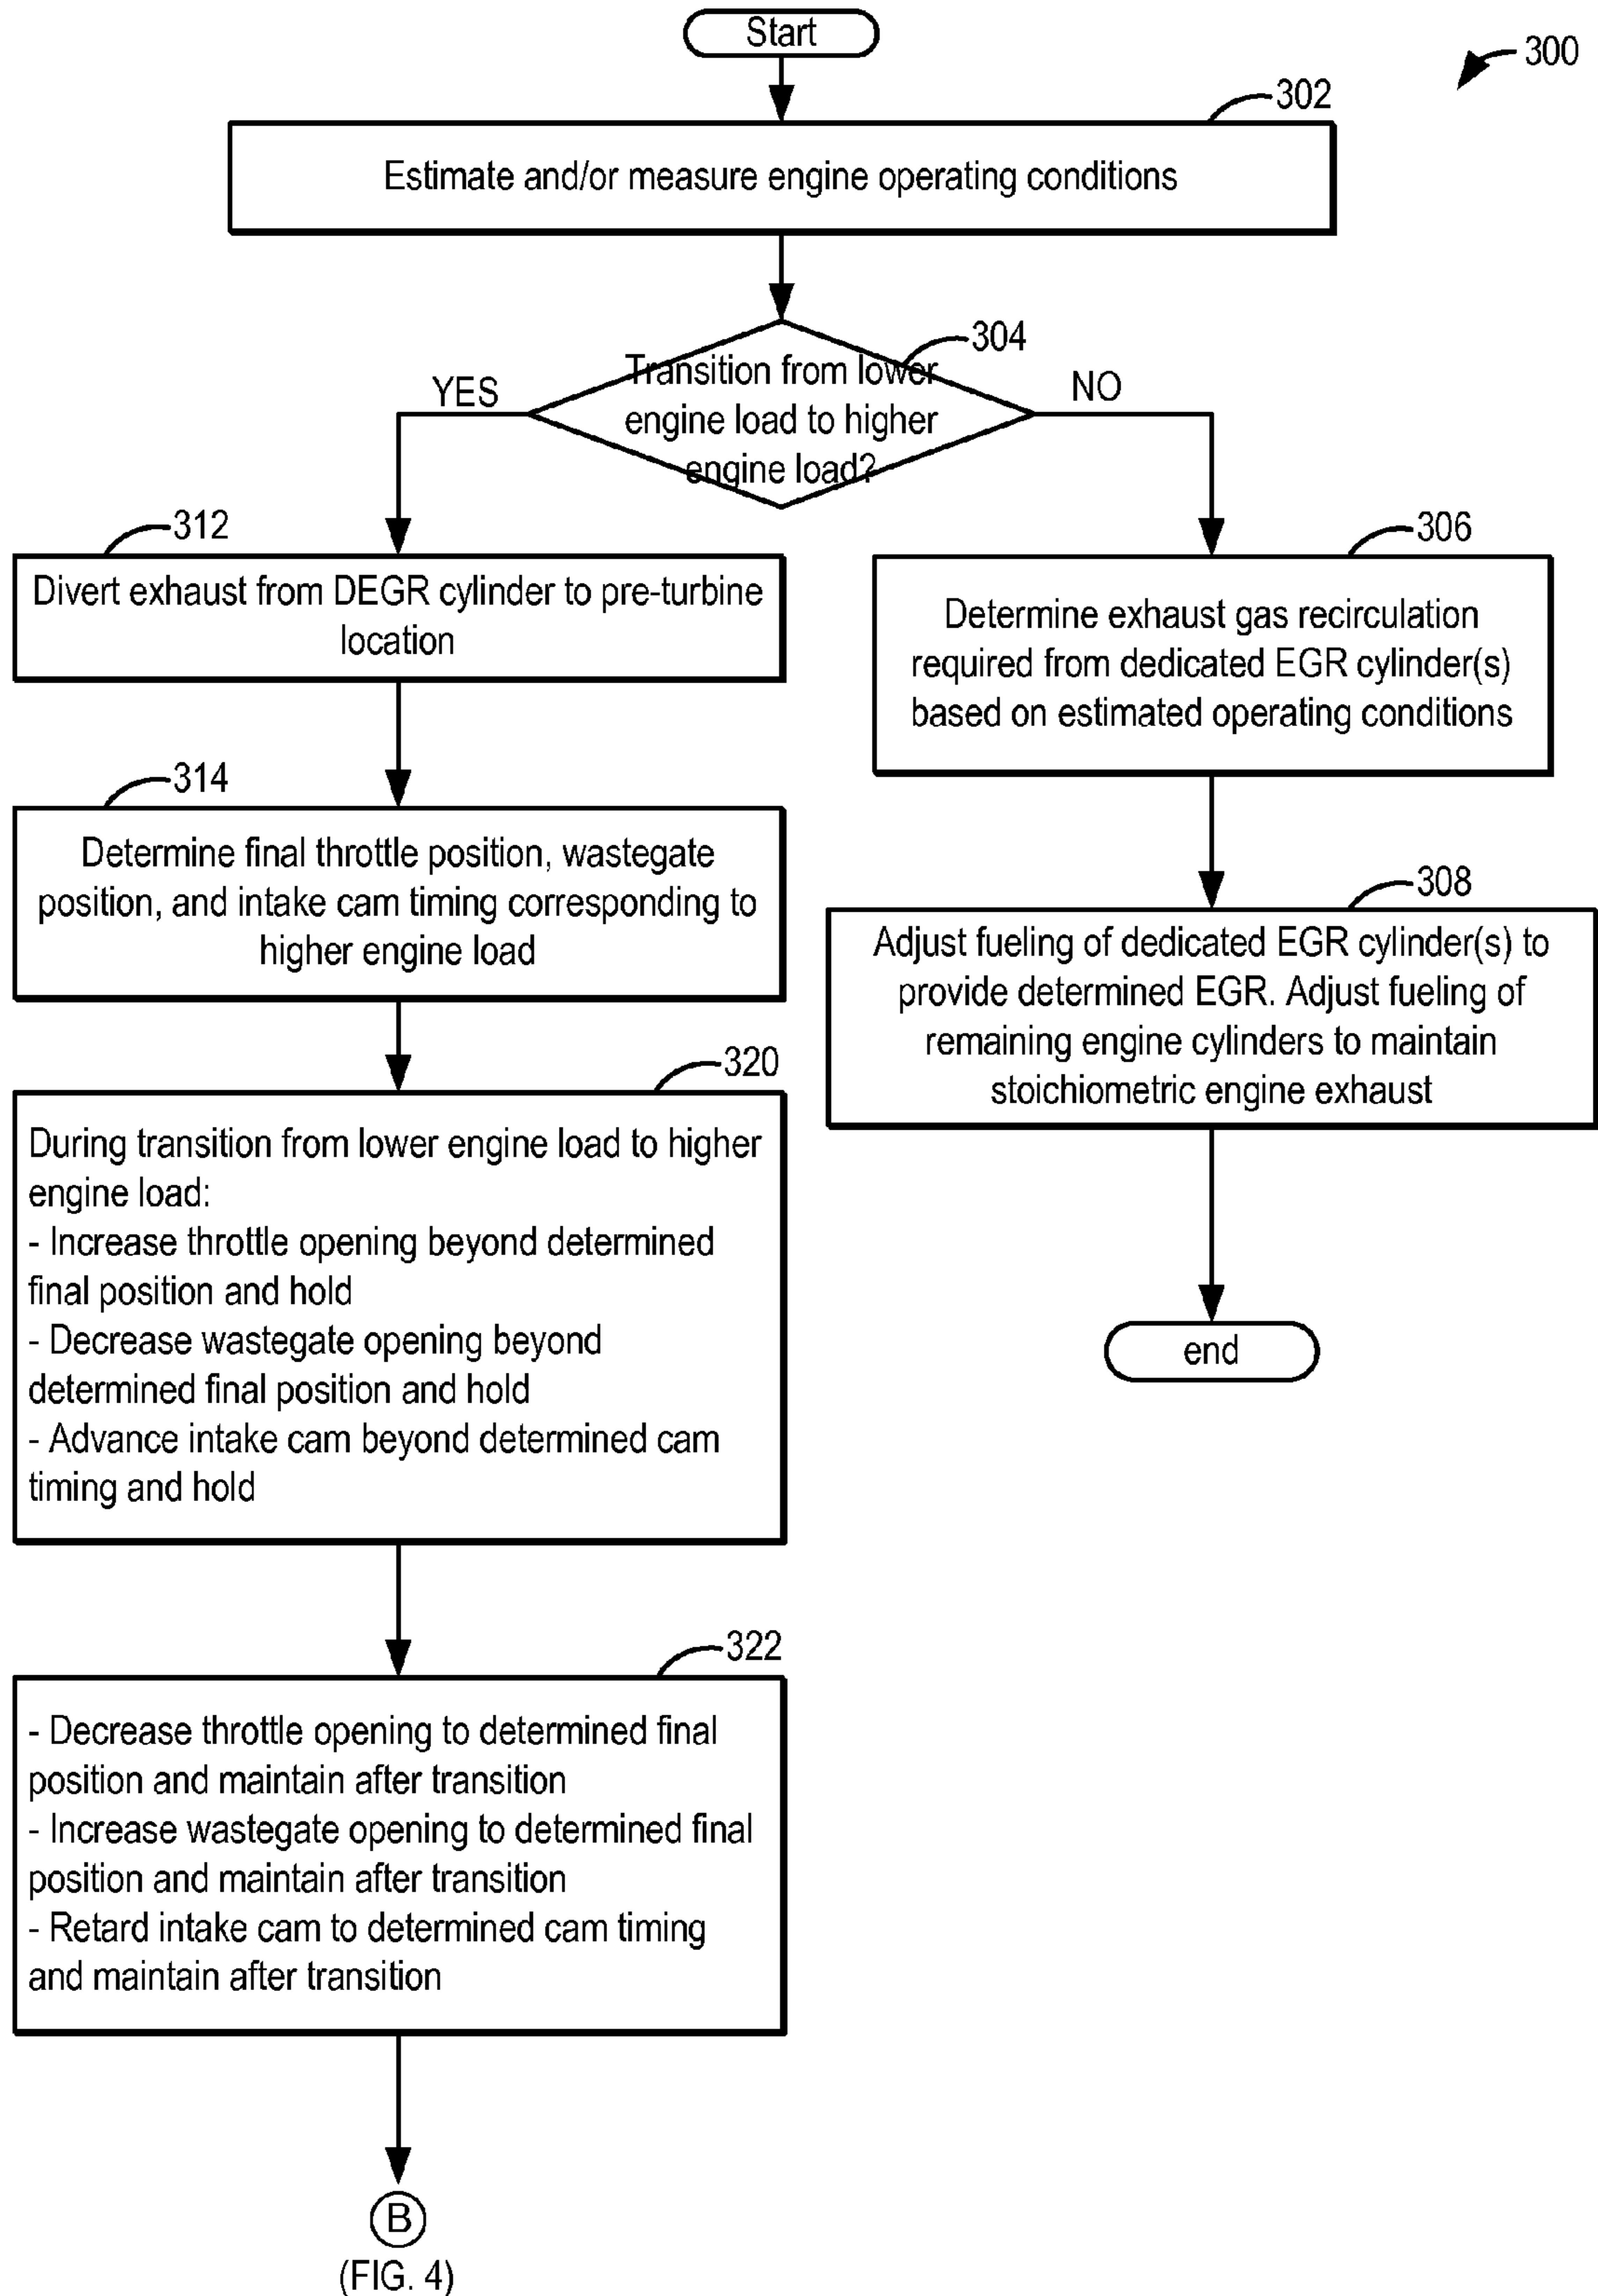 Start
300
302
Estimate and/or measure engine operating conditions
304
Transition from lower
engine load to higher
engine load?
YES
NO
312
Divert exhaust from DEGR cylinder to pre-turbine
location
314
Determine final throttle position, wastegate
position, and intake cam timing corresponding to
higher engine load
320
During transition from lower engine load to higher
engine load:
- Increase throttle opening beyond determined
final position and hold
- Decrease wastegate opening beyond
determined final position and hold
- Advance intake cam beyond determined cam
timing and hold
322
- Decrease throttle opening to determined final
position and maintain after transition
- Increase wastegate opening to determined final
position and maintain after transition
- Retard intake cam to determined cam timing
and maintain after transition
B
(FIG. 4)
306
Determine exhaust gas recirculation
required from dedicated EGR cylinder(s)
based on estimated operating conditions
308
Adjust fueling of dedicated EGR cylinder(s) to
provide determined EGR. Adjust fueling of
remaining engine cylinders to maintain
stoichiometric engine exhaust
end